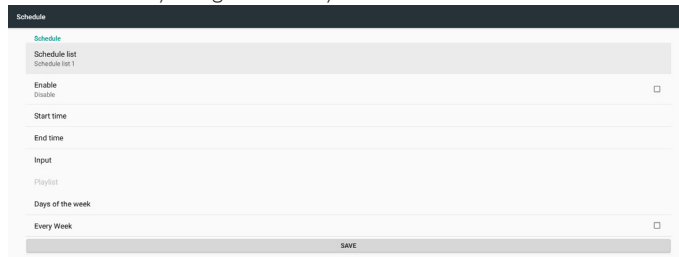 Schedule
Schedule
Schedule list
Schedule list 1
Enable
Disable
Start time
End time
Input
Playlist
Days of the week
Every Week
SAVE